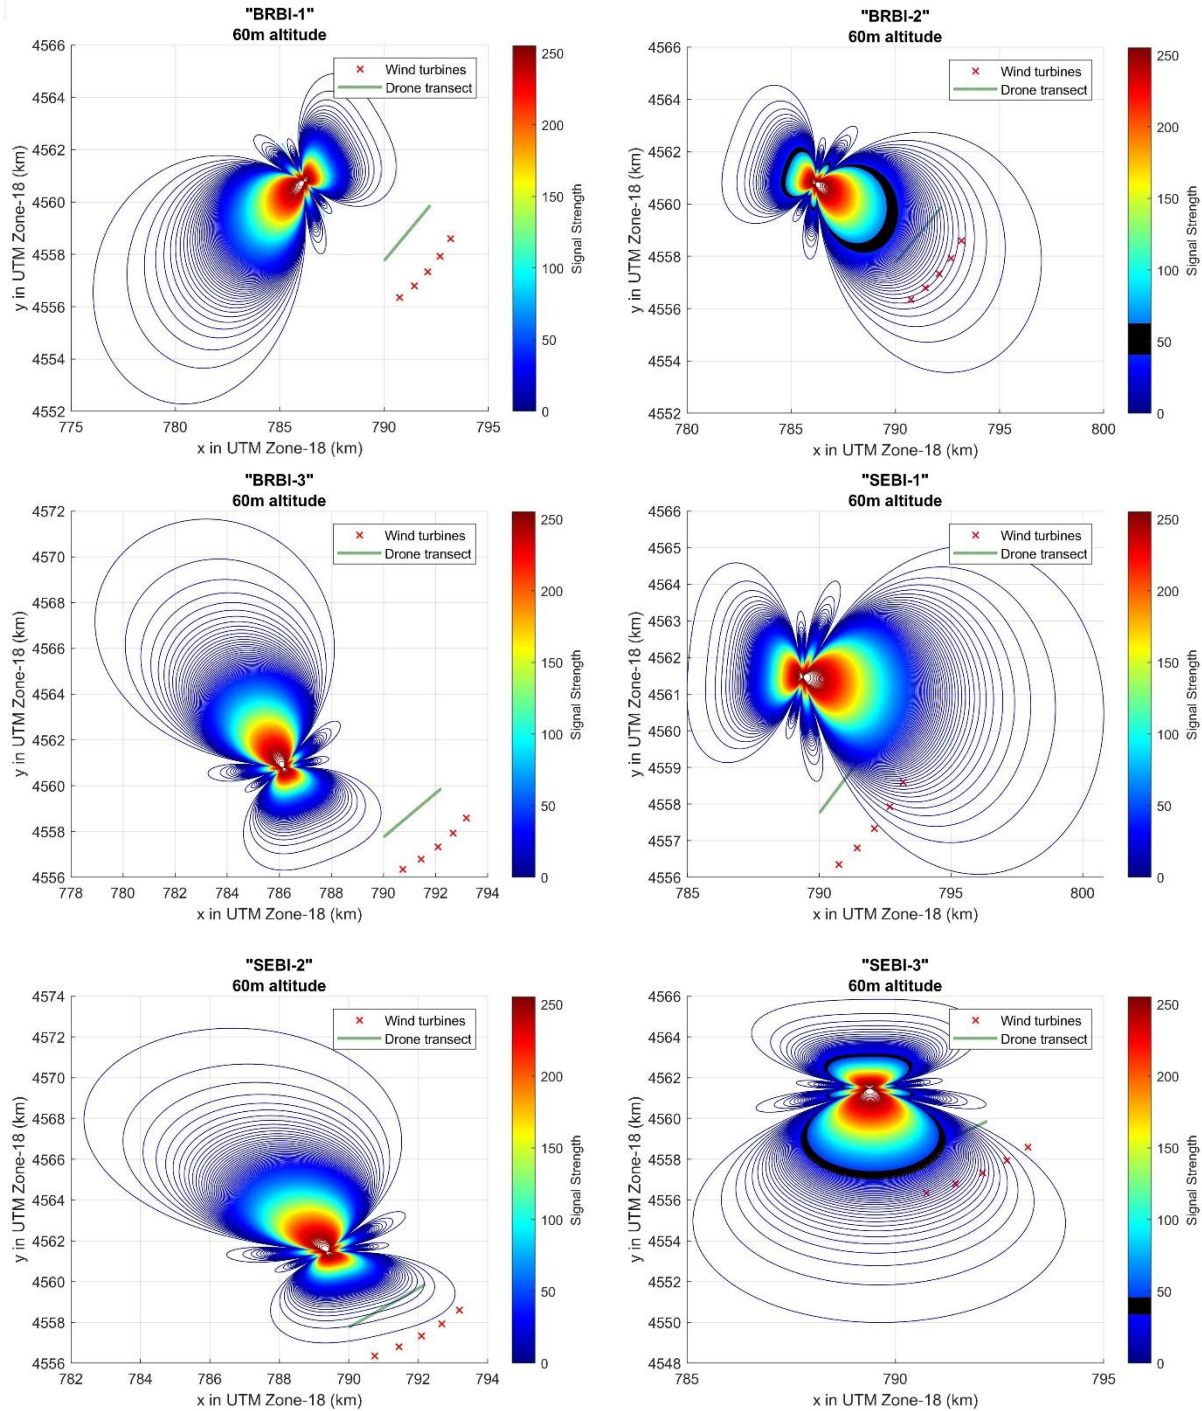 "BRBI-1"
60m altitude
4566
4564
4562
4560
4558
4556
4554
4552
775
780
785
790
795
y in UTM Zone-18 (km)
x in UTM Zone-18 (km)
Wind turbines
Drone transect
250
200
150
100
50
0
Signal Strength
"BRBI-2"
60m altitude
4566
4564
4562
4560
4558
4556
4554
4552
780
785
790
795
800
y in UTM Zone-18 (km)
x in UTM Zone-18 (km)
Wind turbines
Drone transect
250
200
150
100
50
0
Signal Strength
"BRBI-3"
60m altitude
4572
4570
4568
4566
4564
4562
4560
4558
4556
778
780
782
784
786
788
790
792
794
y in UTM Zone-18 (km)
x in UTM Zone-18 (km)
Wind turbines
Drone transect
250
200
150
100
50
0
Signal Strength
"SEBI-1"
60m altitude
4566
4565
4564
4563
4562
4561
4560
4559
4558
4557
4556
785
790
795
800
y in UTM Zone-18 (km)
x in UTM Zone-18 (km)
Wind turbines
Drone transect
250
200
150
100
50
0
Signal Strength
"SEBI-2"
60m altitude
4574
4572
4570
4568
4566
4564
4562
4560
4558
4556
782
784
786
788
790
792
794
y in UTM Zone-18 (km)
x in UTM Zone-18 (km)
Wind turbines
Drone transect
250
200
150
100
50
0
Signal Strength
"SEBI-3"
60m altitude
4566
4564
4562
4560
4558
4556
4554
4552
4550
4548
785
790
795
y in UTM Zone-18 (km)
x in UTM Zone-18 (km)
Wind turbines
Drone transect
250
200
150
100
50
0
Signal Strength